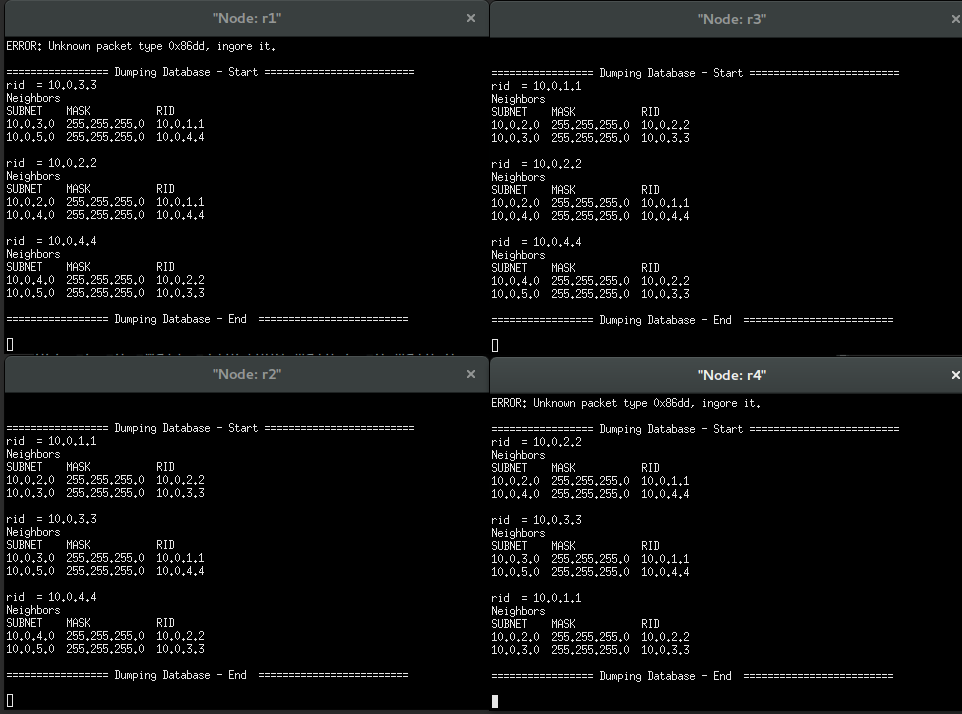 "Node: r1"
ERROR: Unknown packet type 0x86dd, ingore it.
================= Dumping Database - Start =========================
rid  = 10.0.3.3
Neighbors
SUBNET    MASK           RID
10.0.3.0  255.255.255.0  10.0.1.1
10.0.5.0  255.255.255.0  10.0.4.4
rid  = 10.0.2.2
Neighbors
SUBNET    MASK           RID
10.0.2.0  255.255.255.0  10.0.1.1
10.0.4.0  255.255.255.0  10.0.4.4
rid  = 10.0.4.4
Neighbors
SUBNET    MASK           RID
10.0.4.0  255.255.255.0  10.0.2.2
10.0.5.0  255.255.255.0  10.0.3.3
================= Dumping Database - End  =========================
"Node: r3"
================= Dumping Database - Start =========================
rid  = 10.0.1.1
Neighbors
SUBNET    MASK           RID
10.0.2.0  255.255.255.0  10.0.2.2
10.0.3.0  255.255.255.0  10.0.3.3
rid  = 10.0.2.2
Neighbors
SUBNET    MASK           RID
10.0.2.0  255.255.255.0  10.0.1.1
10.0.4.0  255.255.255.0  10.0.4.4
rid  = 10.0.4.4
Neighbors
SUBNET    MASK           RID
10.0.4.0  255.255.255.0  10.0.2.2
10.0.5.0  255.255.255.0  10.0.3.3
================= Dumping Database - End  =========================
"Node: r2"
================= Dumping Database - Start =========================
rid  = 10.0.1.1
Neighbors
SUBNET    MASK           RID
10.0.2.0  255.255.255.0  10.0.2.2
10.0.3.0  255.255.255.0  10.0.3.3
rid  = 10.0.3.3
Neighbors
SUBNET    MASK           RID
10.0.3.0  255.255.255.0  10.0.1.1
10.0.5.0  255.255.255.0  10.0.4.4
rid  = 10.0.4.4
Neighbors
SUBNET    MASK           RID
10.0.4.0  255.255.255.0  10.0.2.2
10.0.5.0  255.255.255.0  10.0.3.3
================= Dumping Database - End  =========================
"Node: r4"
ERROR: Unknown packet type 0x86dd, ingore it.
================= Dumping Database - Start =========================
rid  = 10.0.2.2
Neighbors
SUBNET    MASK           RID
10.0.2.0  255.255.255.0  10.0.1.1
10.0.4.0  255.255.255.0  10.0.4.4
rid  = 10.0.3.3
Neighbors
SUBNET    MASK           RID
10.0.3.0  255.255.255.0  10.0.1.1
10.0.5.0  255.255.255.0  10.0.4.4
rid  = 10.0.1.1
Neighbors
SUBNET    MASK           RID
10.0.2.0  255.255.255.0  10.0.2.2
10.0.3.0  255.255.255.0  10.0.3.3
================= Dumping Database - End  =========================